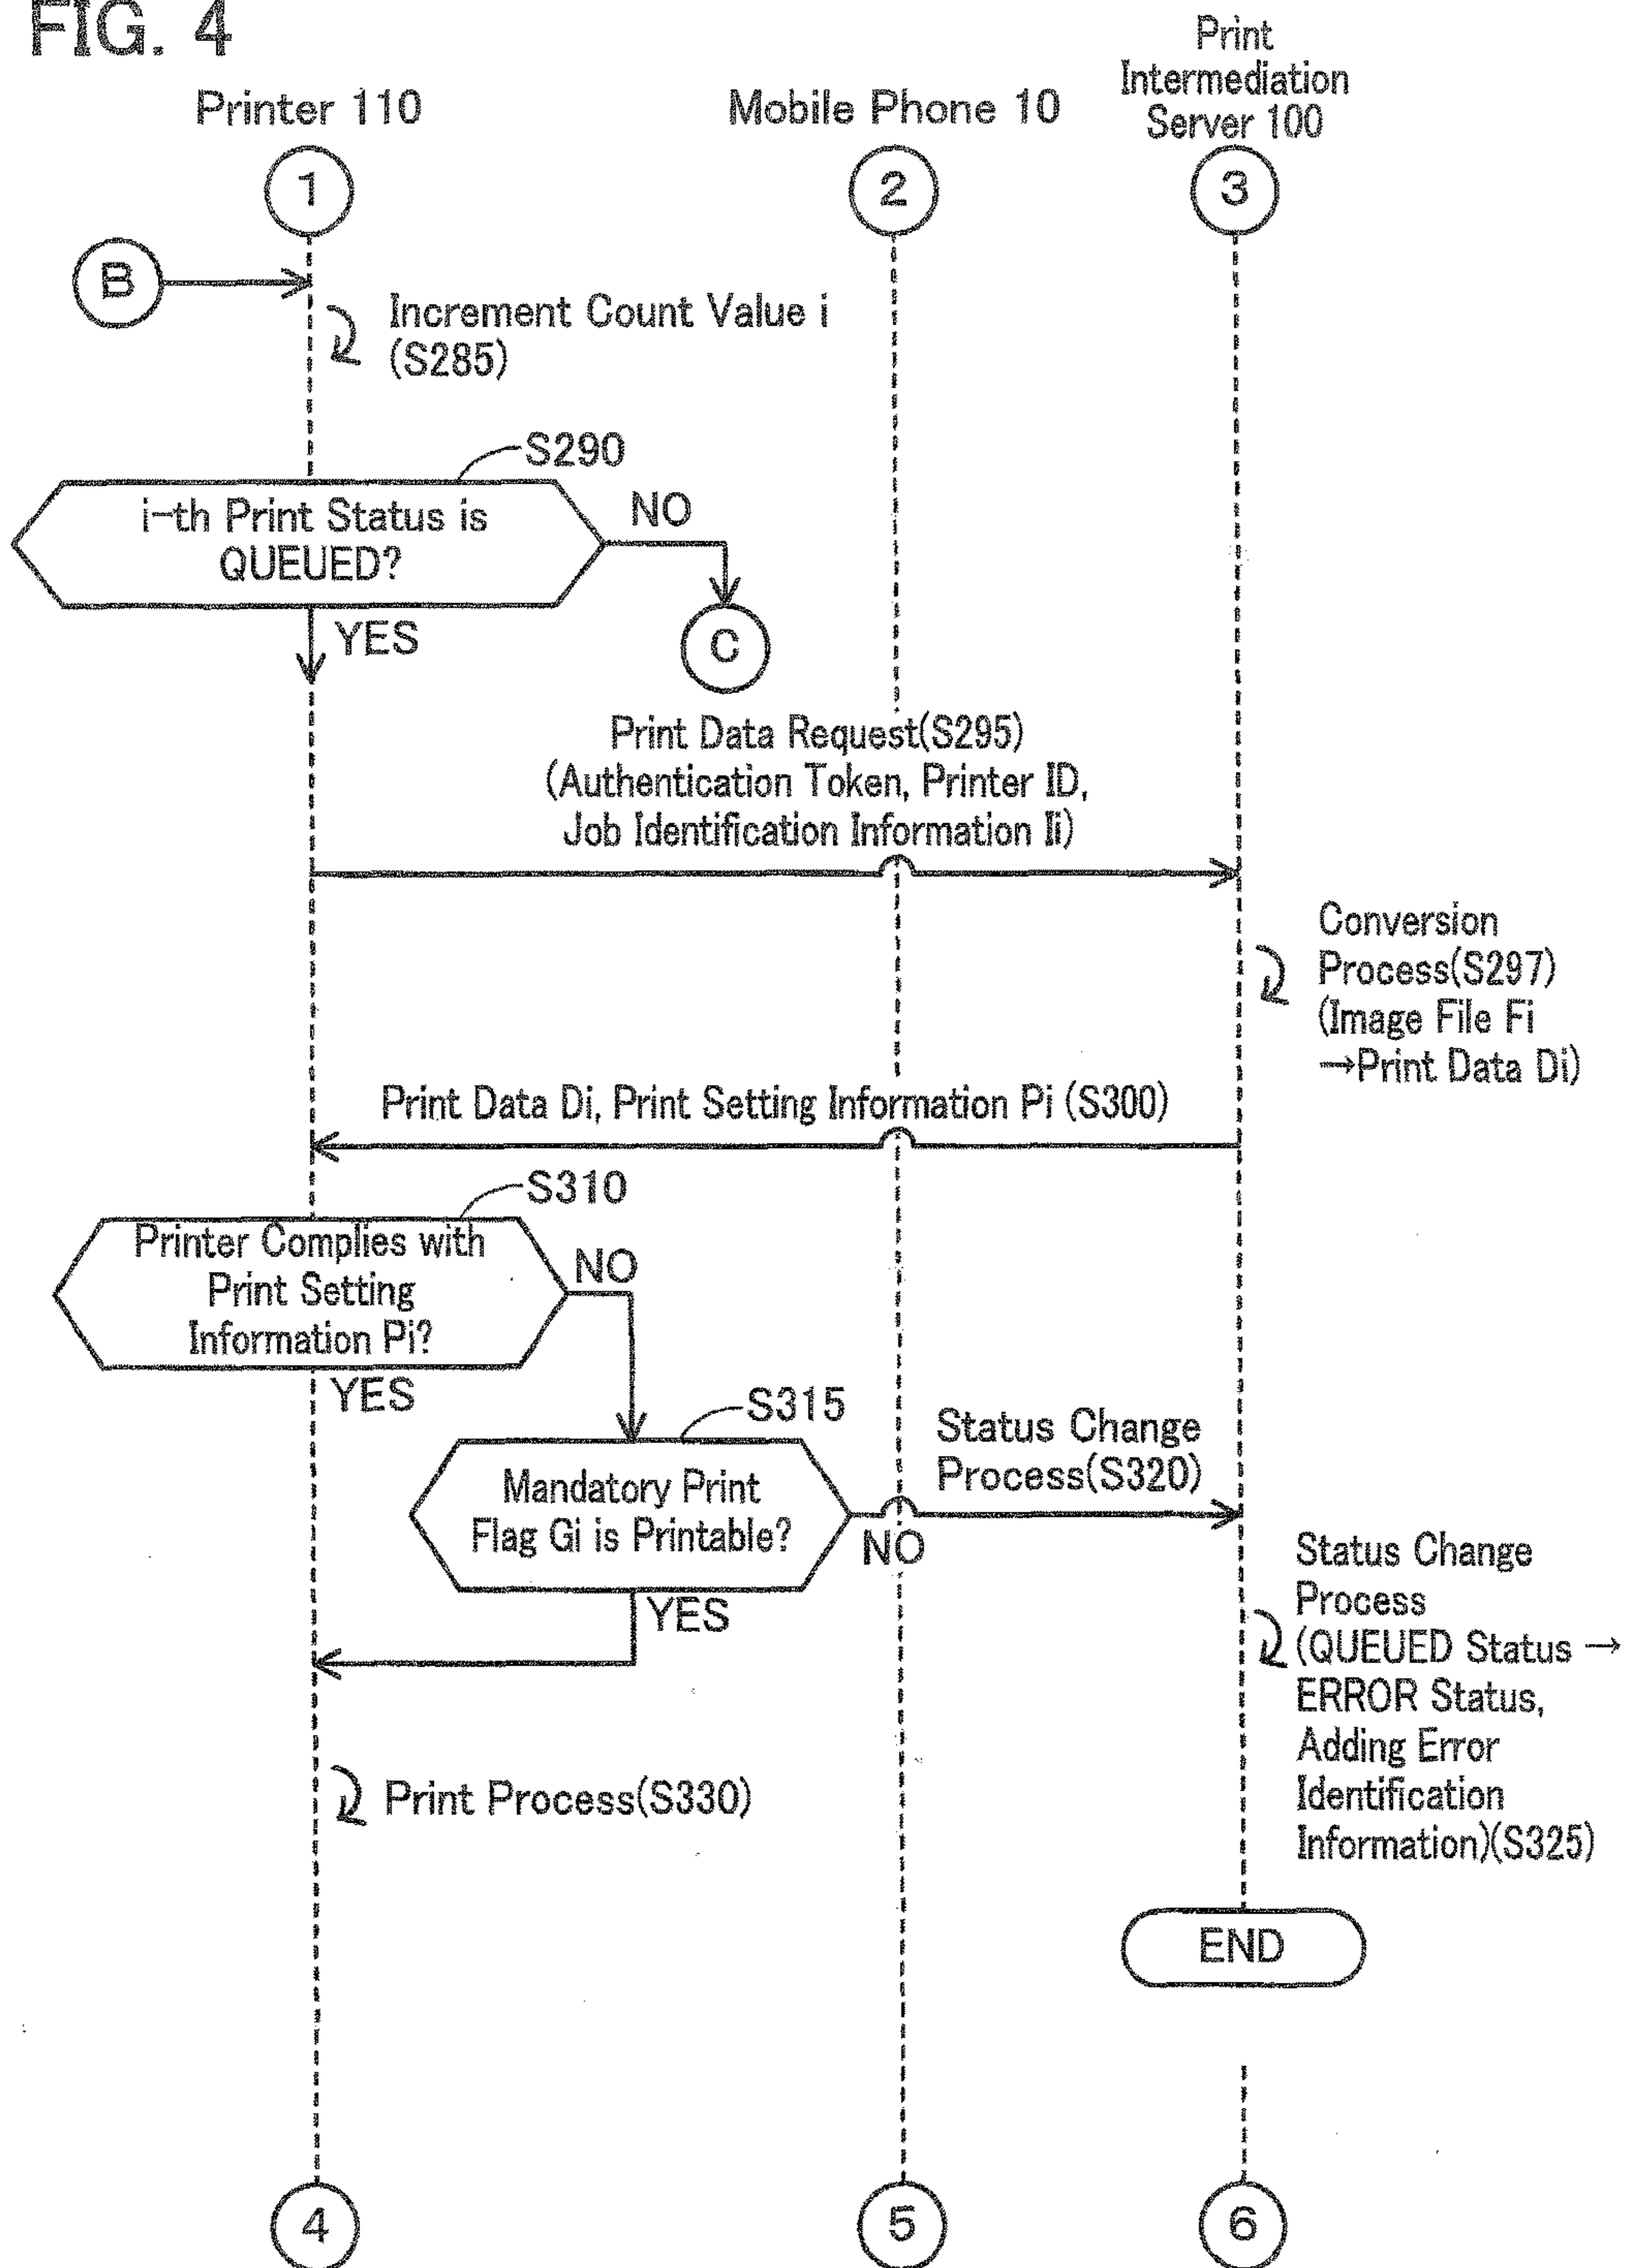 FIG. 4
Printer 110
Mobile Phone 10
Print
Intermediation
Server 100
1
2
3
B
Increment Count Value i
(S285)
S290
i-th Print Status is
QUEUED?
NO
YES
C
Print Data Request(S295)
(Authentication Token, Printer ID,
Job Identification Information Ii)
Conversion
Process(S297)
(Image File Fi
→Print Data Di)
Print Data Di, Print Setting Information Pi (S300)
S310
Printer Complies with
Print Setting
Information Pi?
NO
YES
S315
Mandatory Print
Flag Gi is Printable?
NO
YES
Status Change
Process(S320)
Status Change
Process
(QUEUED Status →
ERROR Status,
Adding Error
Identification
Information)(S325)
Print Process(S330)
END
4
5
6